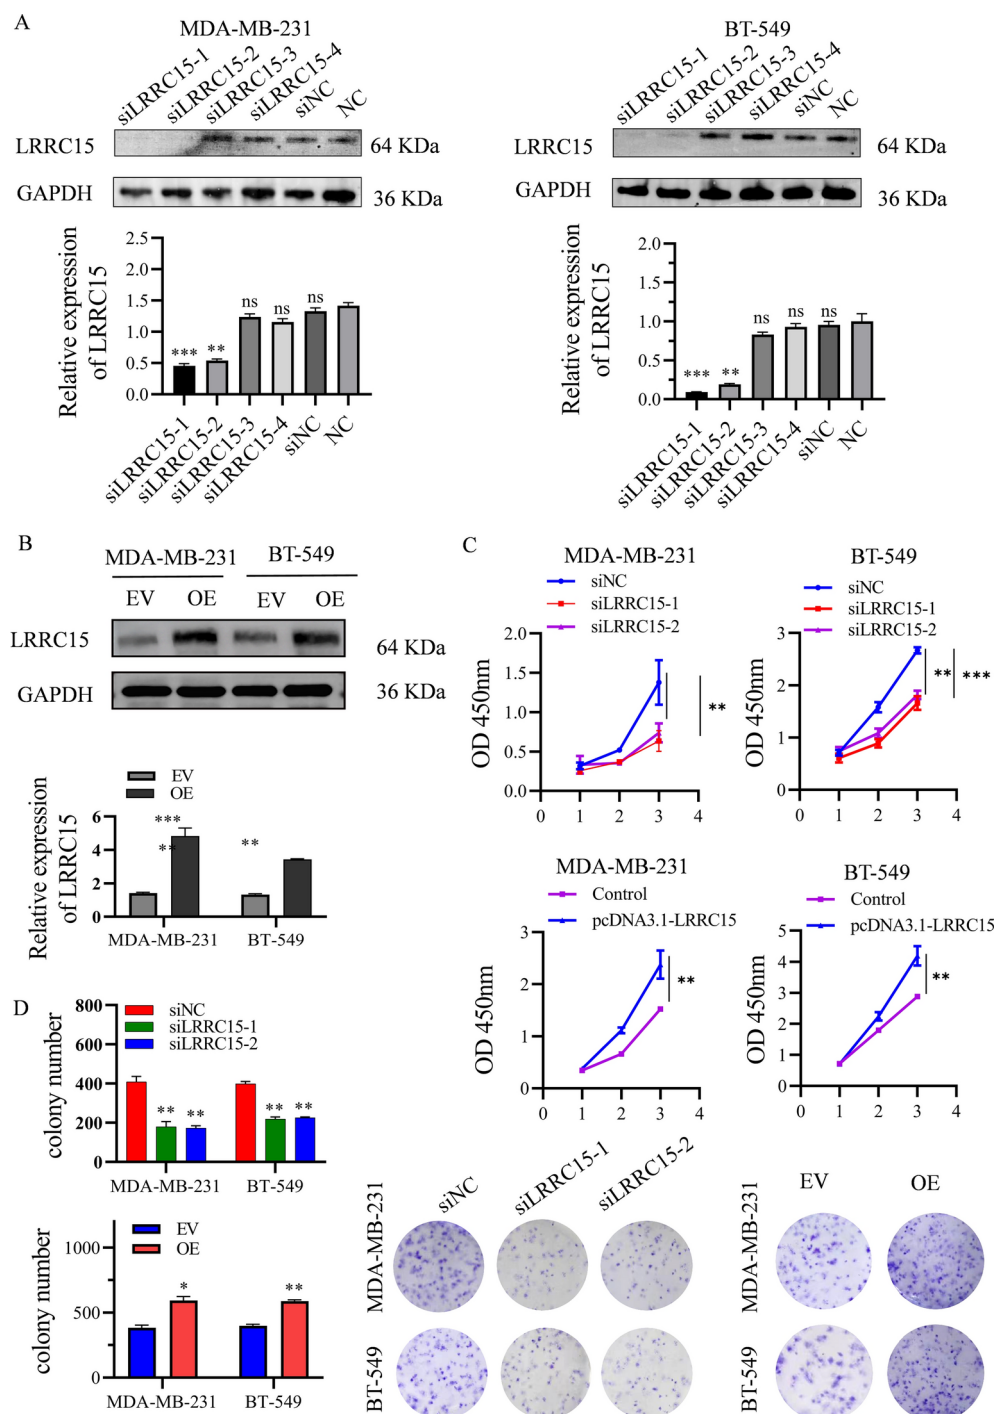 A
MDA-MB-231
siLRRC15-1
siLRRC15-2
siLRRC15-3
siLRRC15-4
siNC
NC
LRRC15
64 KDa
GAPDH
36 KDa
Relative expression
of LRRC15
2.5
2.0
1.5
1.0
0.5
0.0
***
**
ns
ns
ns
siLRRC15-1
siLRRC15-2
siLRRC15-3
siLRRC15-4
siNC
NC
BT-549
siLRRC15-1
siLRRC15-2
siLRRC15-3
siLRRC15-4
siNC
NC
LRRC15
64 KDa
GAPDH
36 KDa
Relative expression
of LRRC15
2.0
1.5
1.0
0.5
0.0
***
**
ns
ns
ns
siLRRC15-1
siLRRC15-2
siLRRC15-3
siLRRC15-4
siNC
NC
B
MDA-MB-231
BT-549
EV
OE
EV
OE
LRRC15
64 KDa
GAPDH
36 KDa
EV
OE
Relative expression
of LRRC15
6
4
2
0
***
**
**
MDA-MB-231
BT-549
C
MDA-MB-231
siNC
siLRRC15-1
siLRRC15-2
OD 450nm
2.0
1.5
1.0
0.5
0.0
**
0 1 2 3 4
BT-549
siNC
siLRRC15-1
siLRRC15-2
OD 450nm
3
2
1
0
** ***
0 1 2 3 4
MDA-MB-231
Control
pcDNA3.1-LRRC15
OD 450nm
3
2
1
0
**
0 1 2 3 4
BT-549
Control
pcDNA3.1-LRRC15
OD 450nm
5
4
3
2
1
0
**
0 1 2 3 4
D
siNC
siLRRC15-1
siLRRC15-2
colony number
800
600
400
200
0
** **
** **
MDA-MB-231
BT-549
EV
OE
colony number
1000
500
0
*
**
MDA-MB-231
BT-549
siNC
siLRRC15-1
siLRRC15-2
MDA-MB-231
BT-549
EV
OE
MDA-MB-231
BT-549